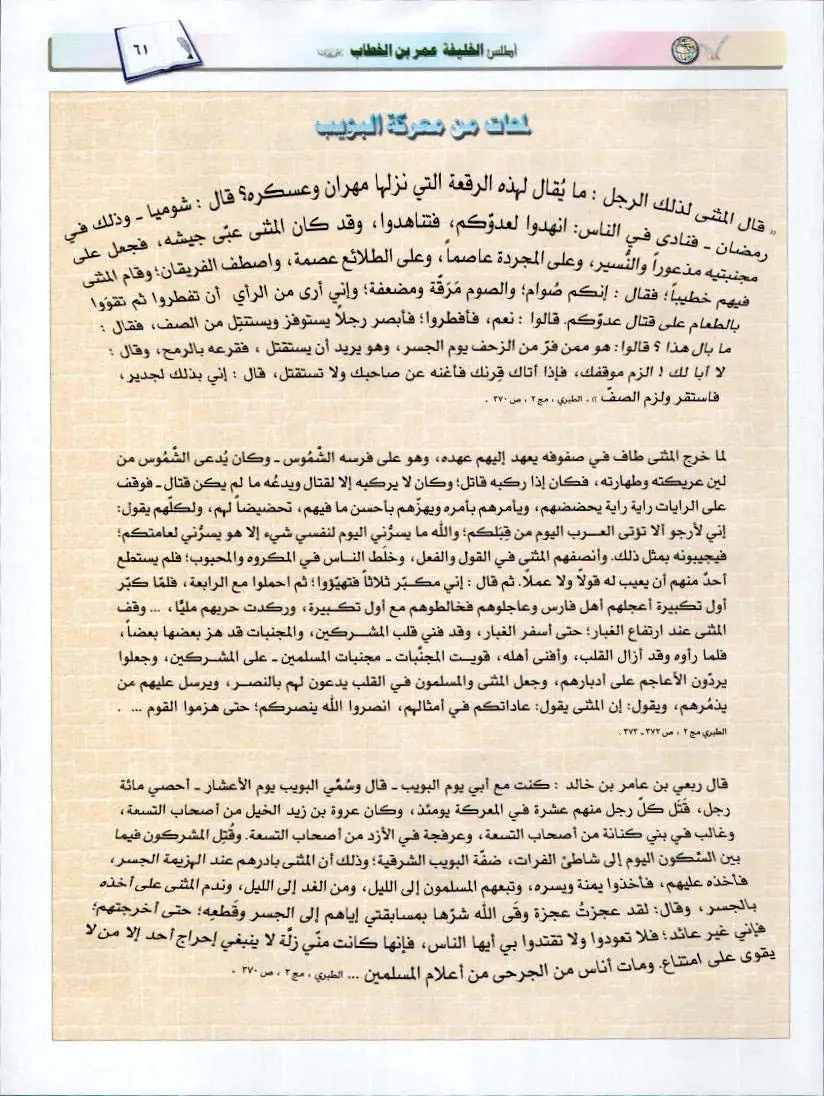 أطلس الخليفة عمر بن الخطاب
٦١
لمحات من معركة البويب
« قال المثنى لذلك الرجل : ما يُقال لهذه الرقعة التي نزلها مهران وعسكره؟ قال : شوميا ـ وذلك في
رمضان ـ فنادى في الناس: انهدوا لعدوّكم، فتناهدوا، وقد كان المثنى عبّى جيشه، فجعل على
مجنبتيه مذعوراً والنُّسير، وعلى المجردة عاصماً، وعلى الطلائع عصمة، واصطف الفريقان؛ وقام المثنى
فيهم خطيباً؛ فقال : إنكم صُوام؛ والصوم مَرَقّة ومضعفة؛ وإني أرى من الرأي أن تفطروا ثم تقوَوا
بالطعام على قتال عدوّكم. قالوا : نعم، فأفطروا؛ فأبصر رجلاً يستوفز ويستنتِل من الصف، فقال :
ما بال هذا ؟ قالوا: هو ممن فرّ من الزحف يوم الجسر، وهو يريد أن يستقتل ، فقرعه بالرمح، وقال :
لا أبا لك ! الزم موقفك، فإذا أتاك قِرنك فأغنه عن صاحبك ولا تستقتل، قال : إني بذلك لجدير،
فاستقر ولزم الصفّ » . الطبري ، مج ٢ ، ص ٣٧٠ .
لما خرج المثنى طاف في صفوفه يعهد إليهم عهده، وهو على فرسه الشَّمُوس ـ وكان يُدعى الشَّمُوس من
لين عريكته وطهارته، فكان إذا ركبه قاتل؛ وكان لا يركبه إلا لقتال ويدعُه ما لم يكن قتال ـ فوقف
على الرايات راية راية يحضضهم، ويأمرهم بأمره ويهزّهم بأحسن ما فيهم، تحضيضاً لهم، ولكلّهم يقول:
إني لأرجو ألا تؤتى العــرب اليوم من قِبَلكم؛ والله ما يسرُّني اليوم لنفسي شيء إلا هو يسرُّني لعامتكم؛
فيجيبونه بمثل ذلك. وأنصفهم المثنى في القول والفعل، وخلَط الناس في المكروه والمحبوب؛ فلم يستطع
أحدٌ منهم أن يعيب له قولاً ولا عملاً. ثم قال : إني مكبّر ثلاثاً فتهيّؤوا؛ ثم احملوا مع الرابعة، فلمّا كبّر
أول تكبيرة أعجلهم أهل فارس وعاجلوهم فخالطوهم مع أول تكبيرة، وركدت حربهم مليًّا، ... وقف
المثنى عند ارتفاع الغبار؛ حتى أسفر الغبار، وقد فني قلب المشركين، والمجنبات قد هز بعضها بعضاً،
فلما رأوه وقد أزال القلب، وأفنى أهله، قويت المجنَّبات ـ مجنبات المسلمين ـ على المشركين، وجعلوا
يردّون الأعاجم على أدبارهم، وجعل المثنى والمسلمون في القلب يدعون لهم بالنصر، ويرسل عليهم من
يذمُرهم، ويقول: إن المثنى يقول: عاداتكم في أمثالهم، انصروا الله ينصركم؛ حتى هزموا القوم ... .
الطبري مج ٢ ، ص ٣٧٢ ـ ٣٧٣ .
قال ربعي بن عامر بن خالد : كنت مع أبي يوم البويب ـ قال وسُمِّي البويب يوم الأعشار ـ أحصي مائة
رجل، قَتَل كلّ رجل منهم عشرة في المعركة يومئذ، وكان عروة بن زيد الخيل من أصحاب التسعة،
وغالب في بني كنانة من أصحاب التسعة، وعرفجة في الأزد من أصحاب التسعة. وقُتِل المشركون فيما
بين السَّكون اليوم إلى شاطئ الفرات، ضفّة البويب الشرقية؛ وذلك أن المثنى بادرهم عند الهزيمة الجسر،
فأخذه عليهم، فأخذوا يمنة ويسره، وتبعهم المسلمون إلى الليل، ومن الغد إلى الليل، وندم المثنى على أخذه
بالجسر، وقال: لقد عجزتُ عجزة وقَى الله شرّها بمسابقتي إياهم إلى الجسر وقَطعِه؛ حتى أخرجتهم؛
فإني غير عائد؛ فلا تعودوا ولا تقتدوا بي أيها الناس، فإنها كانت منّي زلّة لا ينبغي إحراج أحد إلا من لا
يقوى على امتناع. ومات أناس من الجرحى من أعلام المسلمين ... الطبري ، مج ٢ ، ص ٣٧٠ .